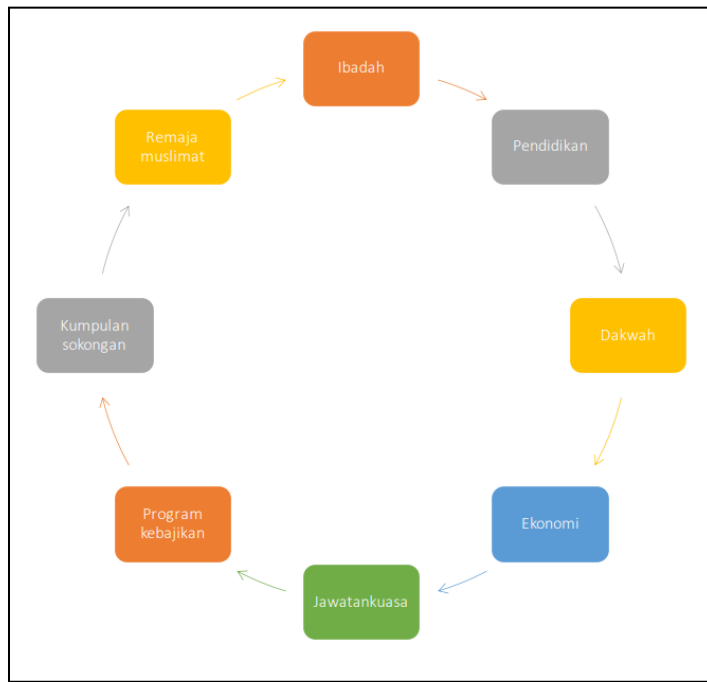 Ibadah
Pendidikan
Dakwah
Ekonomi
Jawatankuasa
Program
kebajikan
Kumpulan
sokongan
Remaja
muslimat